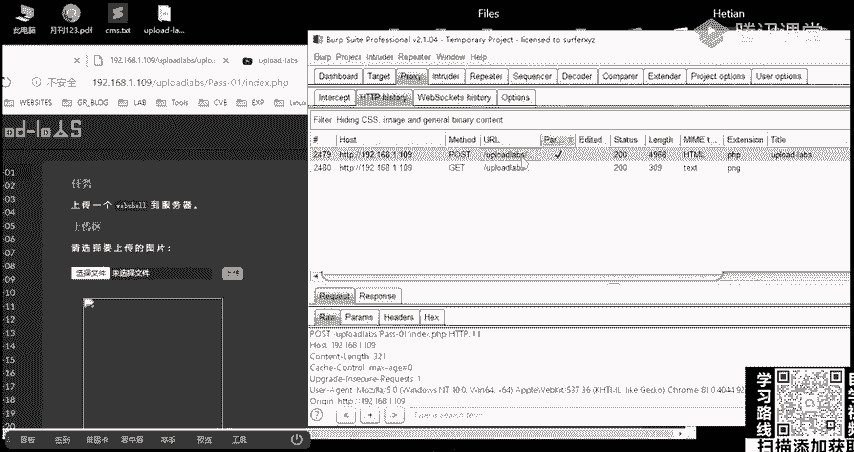 Files
Hetian
腾讯课堂
此电脑
月刊123.pdf
cms.txt
upload-la...
192.168.1.109/uploadlabs/uplo...
upload-labs
不安全
192.168.1.109/uploadlabs/Pass-01/index.php
WEBSITES
GR_BLOG
LAB
Tools
CVE
EXP
Linux
任务
上传一个 webshell 到服务器。
上传区
请选择要上传的图片：
选择文件 未选择文件
上传
-01
-02
-03
-04
-05
-06
-07
-08
-09
-10
-11
-12
-13
-14
-15
-16
-17
-18
-19
-20
工具
Burp Suite Professional v2.1.04 - Temporary Project - licensed to surferxyz
Burp Project Intruder Repeater Window Help
Dashboard Target Proxy Intruder Repeater Sequencer Decoder Comparer Extender Project options User options
Intercept HTTP history WebSockets history Options
Filter: Hiding CSS, image and general binary content
# Host Method URL Par... Edited Status Length MIME t... Extension Title
2479 http://192.168.1.109 POST /uploadlabs/ ✓ 200 4968 HTML php upload-labs
2480 http://192.168.1.109 GET /uploadlabs/ 200 309 text png
Request Response
Raw Params Headers Hex
POST /uploadlabs/Pass-01/index.php HTTP/1.1
Host: 192.168.1.109
Content-Length: 321
Cache-Control: max-age=0
Upgrade-Insecure-Requests: 1
User-Agent: Mozilla/5.0 (Windows NT 10.0; Win64; x64) AppleWebKit/537.36 (KHTML, like Gecko) Chrome/81.0.4044.92
Origin: http://192.168.1.109
? < + > Type a search term
学习路线
扫描添加获取